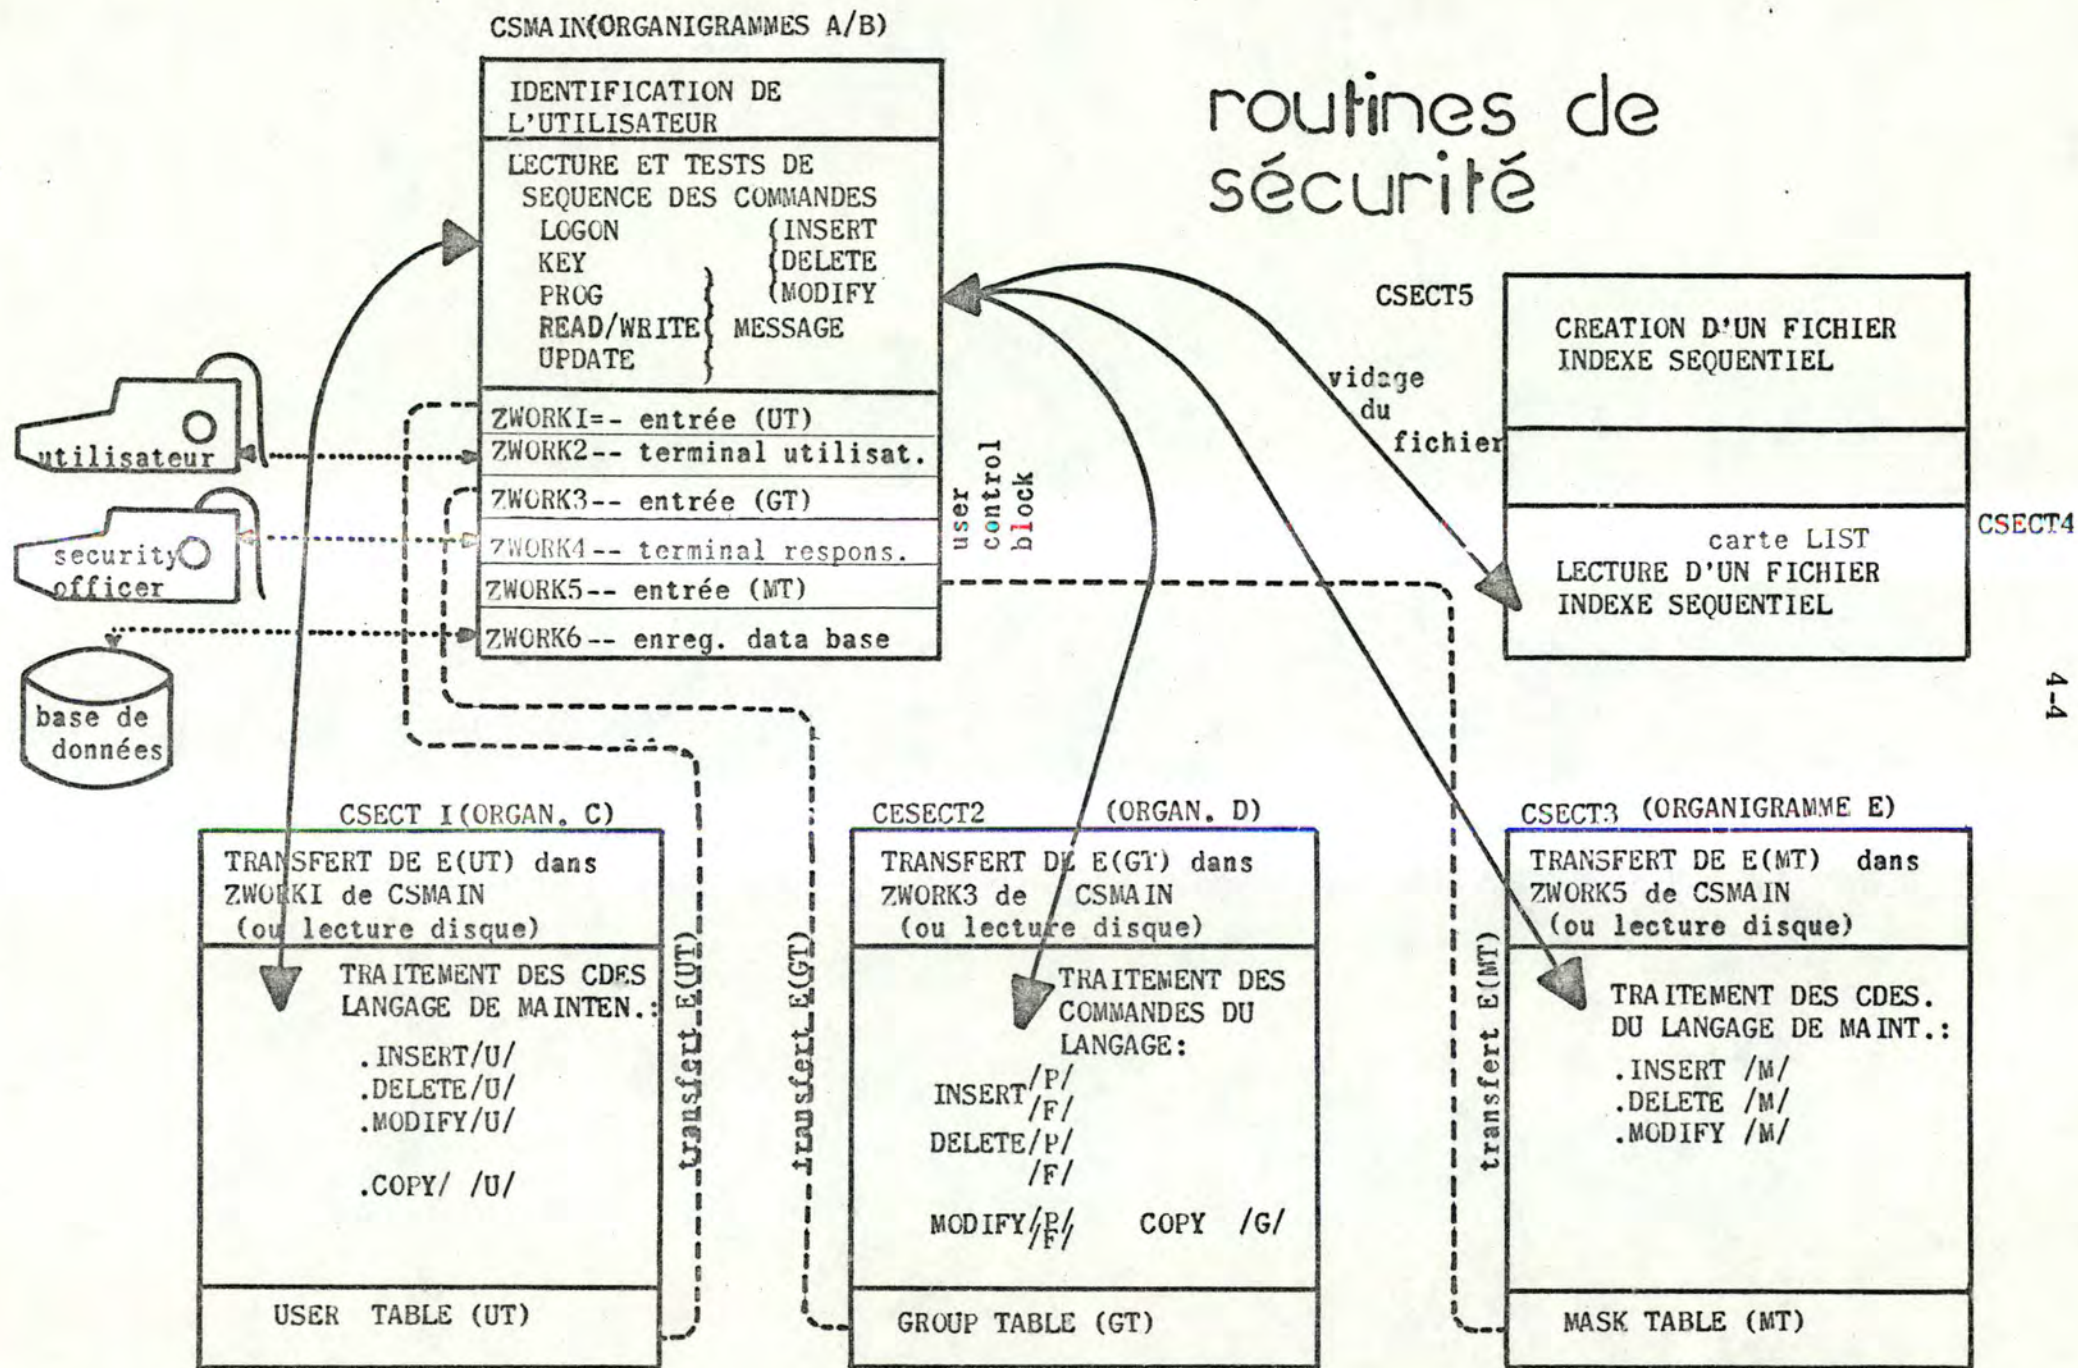 CSMAIN(ORGANIGRAMMES A/B)
routines de
sécurité
IDENTIFICATION DE
L'UTILISATEUR
LECTURE ET TESTS DE
SEQUENCE DES COMMANDES
LOGON
KEY
PROG
READ/WRITE
UPDATE
MESSAGE
INSERT
DELETE
MODIFY
ZWORKI=- entrée (UT)
ZWORK2-- terminal utilisat.
ZWORK3-- entrée (GT)
ZWORK4-- terminal respons.
ZWORK5-- entrée (MT)
ZWORK6-- enreg. data base
user
control
block
utilisateur
security
officer
base de
données
CSECT5
CREATION D'UN FICHIER
INDEXE SEQUENTIEL
vidage
du
fichier
CSECT4
carte LIST
LECTURE D'UN FICHIER
INDEXE SEQUENTIEL
4-4
CSECT I(ORGAN. C)
TRANSFERT DE E(UT) dans
ZWORKI de CSMAIN
(ou lecture disque)
TRAITEMENT DES CDES
LANGAGE DE MAINTEN.:
.INSERT/U/
.DELETE/U/
.MODIFY/U/
.COPY/ /U/
USER TABLE (UT)
transfert E(UT)
transfert E(GT)
CESECT2 (ORGAN. D)
TRANSFERT DE E(GT) dans
ZWORK3 de CSMAIN
(ou lecture disque)
TRAITEMENT DES
COMMANDES DU
LANGAGE:
INSERT/P/
/F/
DELETE/P/
/F/
MODIFY/P/ COPY /G/
/F/
GROUP TABLE (GT)
transfert E(MT)
CSECT3 (ORGANIGRAMME E)
TRANSFERT DE E(MT) dans
ZWORK5 de CSMAIN
(ou lecture disque)
TRAITEMENT DES CDES.
DU LANGAGE DE MAINT.:
.INSERT /M/
.DELETE /M/
.MODIFY /M/
MASK TABLE (MT)